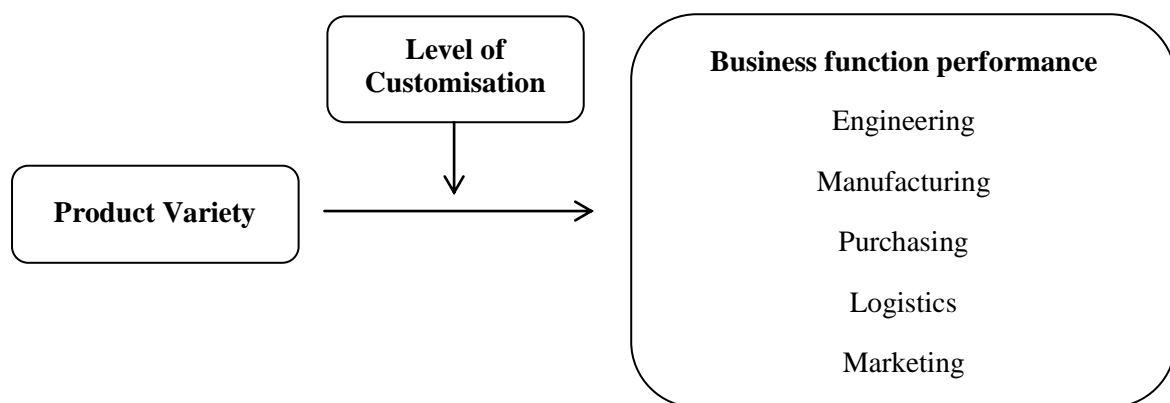 Level of
Customisation
Product Variety
Business function performance
Engineering
Manufacturing
Purchasing
Logistics
Marketing